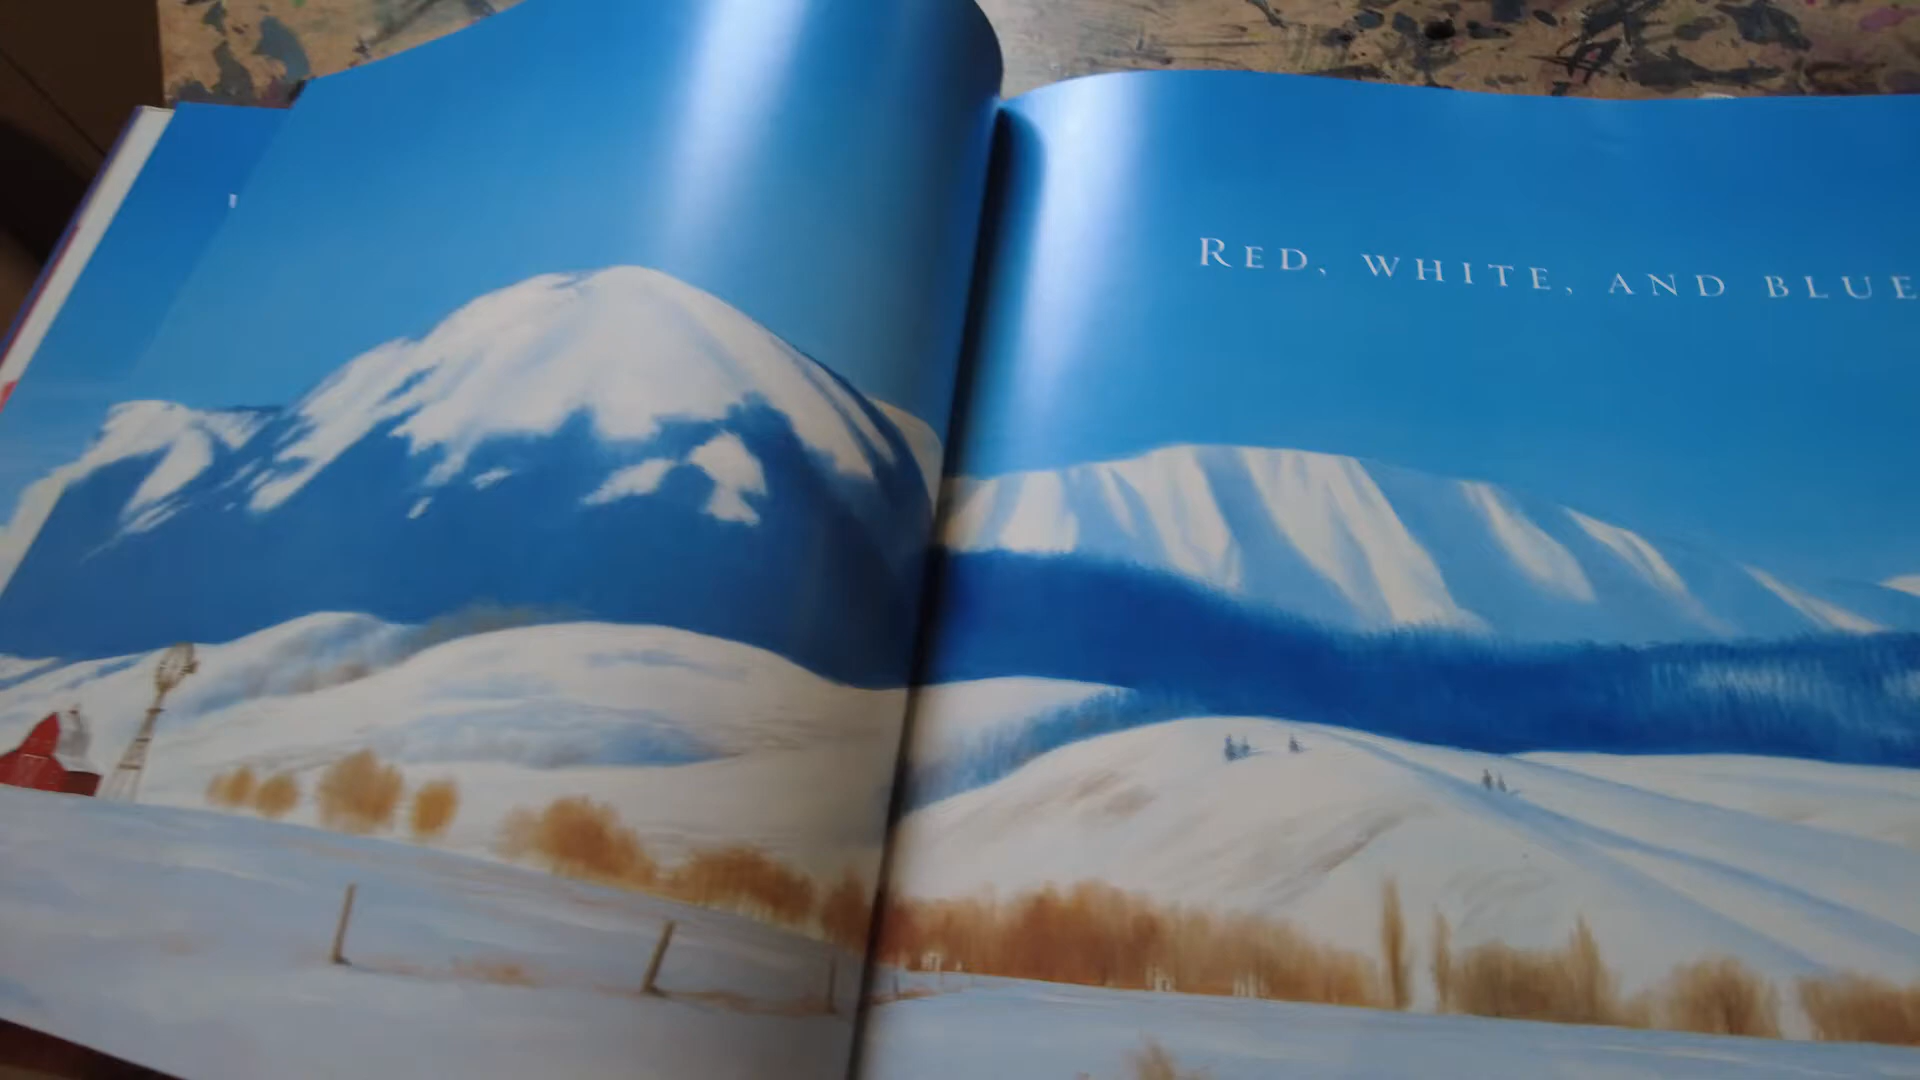 RED, WHITE, AND BLUE